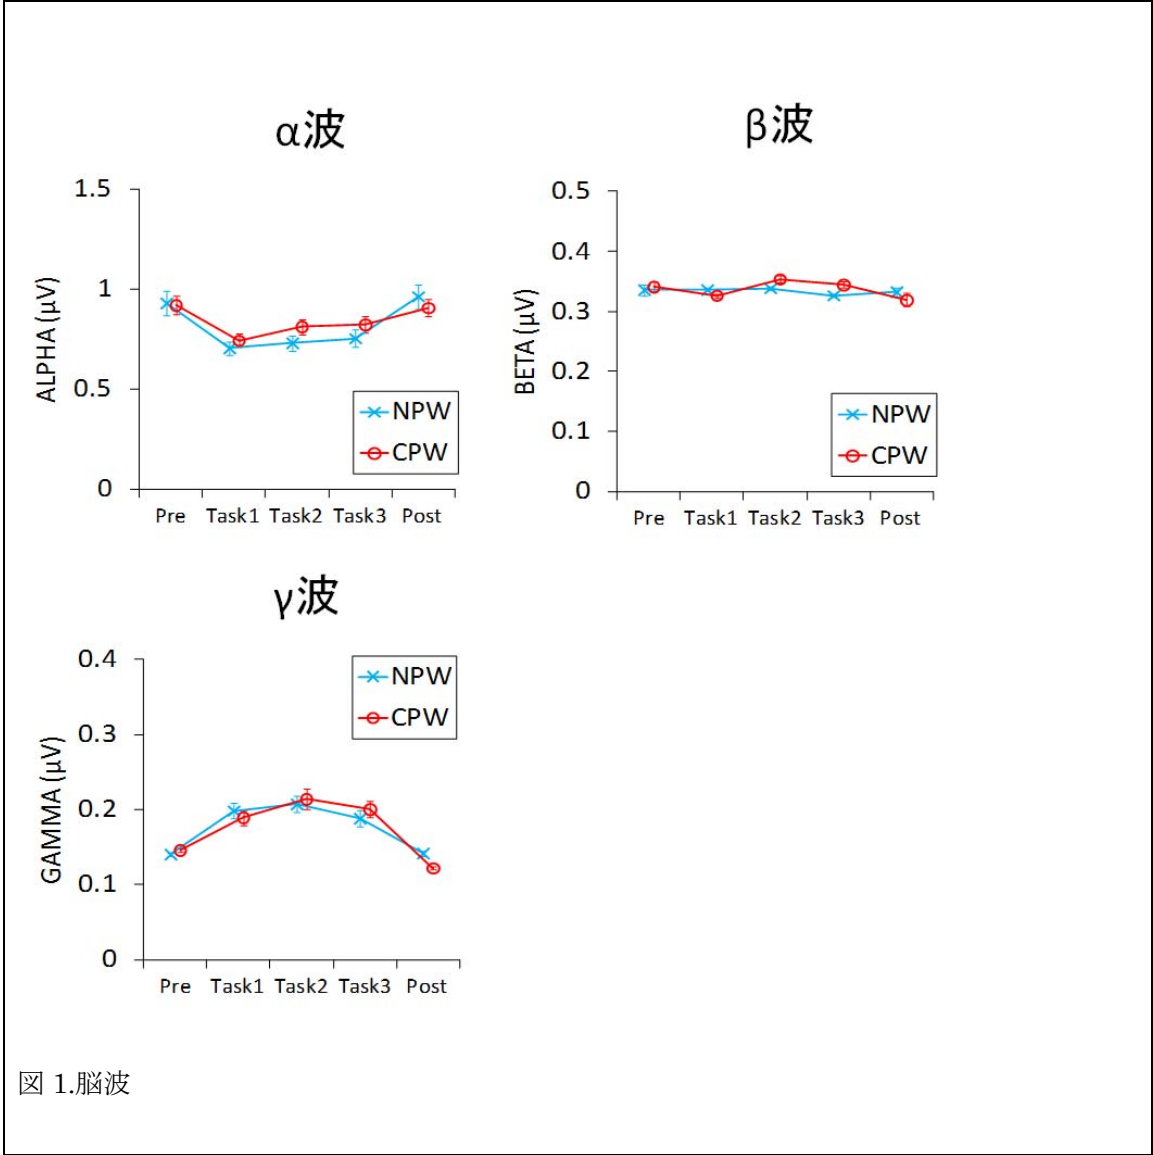 α波
1.5
1
0.5
0
ALPHA (μV)
NPW
CPW
Pre Task1 Task2 Task3 Post
β波
0.5
0.4
0.3
0.2
0.1
0
BETA (μV)
NPW
CPW
Pre Task1 Task2 Task3 Post
γ波
0.4
0.3
0.2
0.1
0
GAMMA (μV)
NPW
CPW
Pre Task1 Task2 Task3 Post
図 1.脳波